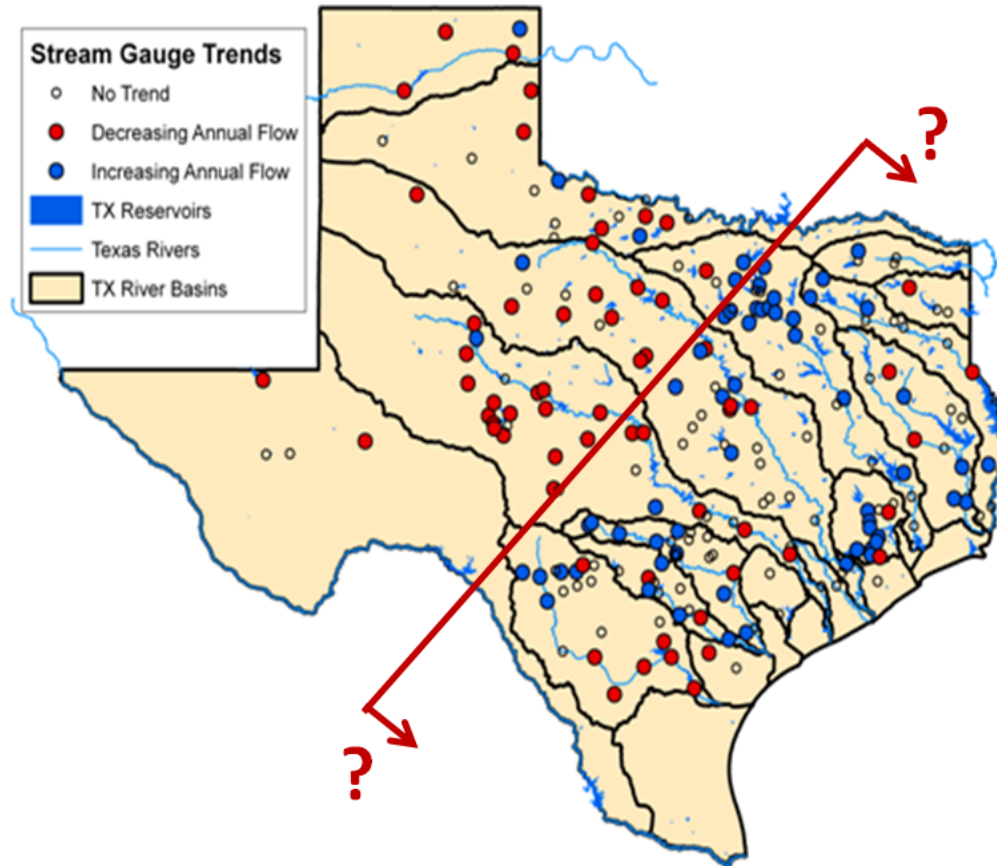 Stream Gauge Trends
No Trend
Decreasing Annual Flow
Increasing Annual Flow
TX Reservoirs
Texas Rivers
TX River Basins
?
?